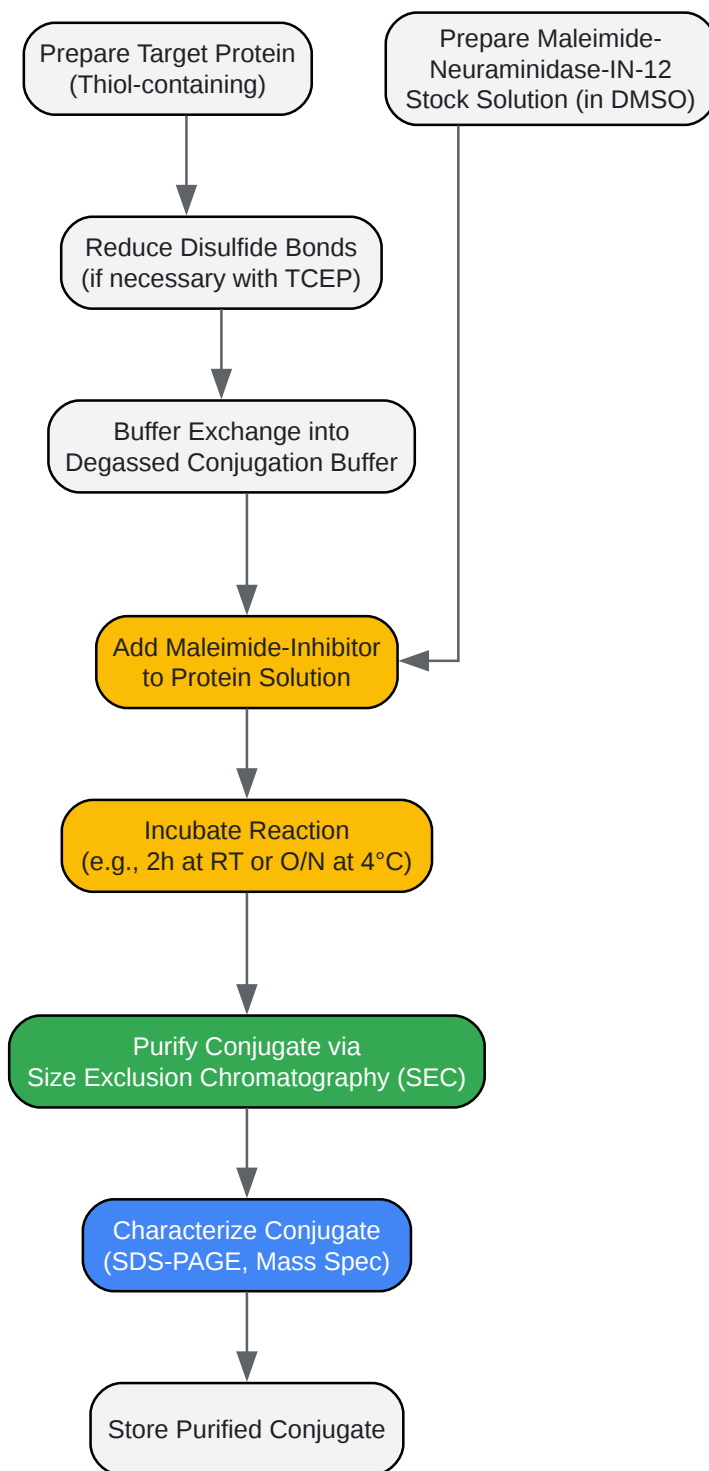 Prepare Target Protein
(Thiol-containing)
Prepare Maleimide-
Neuraminidase-IN-12
Stock Solution (in DMSO)
Reduce Disulfide Bonds
(if necessary with TCEP)
Buffer Exchange into
Degassed Conjugation Buffer
Add Maleimide-Inhibitor
to Protein Solution
Incubate Reaction
(e.g., 2h at RT or O/N at 4°C)
Purify Conjugate via
Size Exclusion Chromatography (SEC)
Characterize Conjugate
(SDS-PAGE, Mass Spec)
Store Purified Conjugate